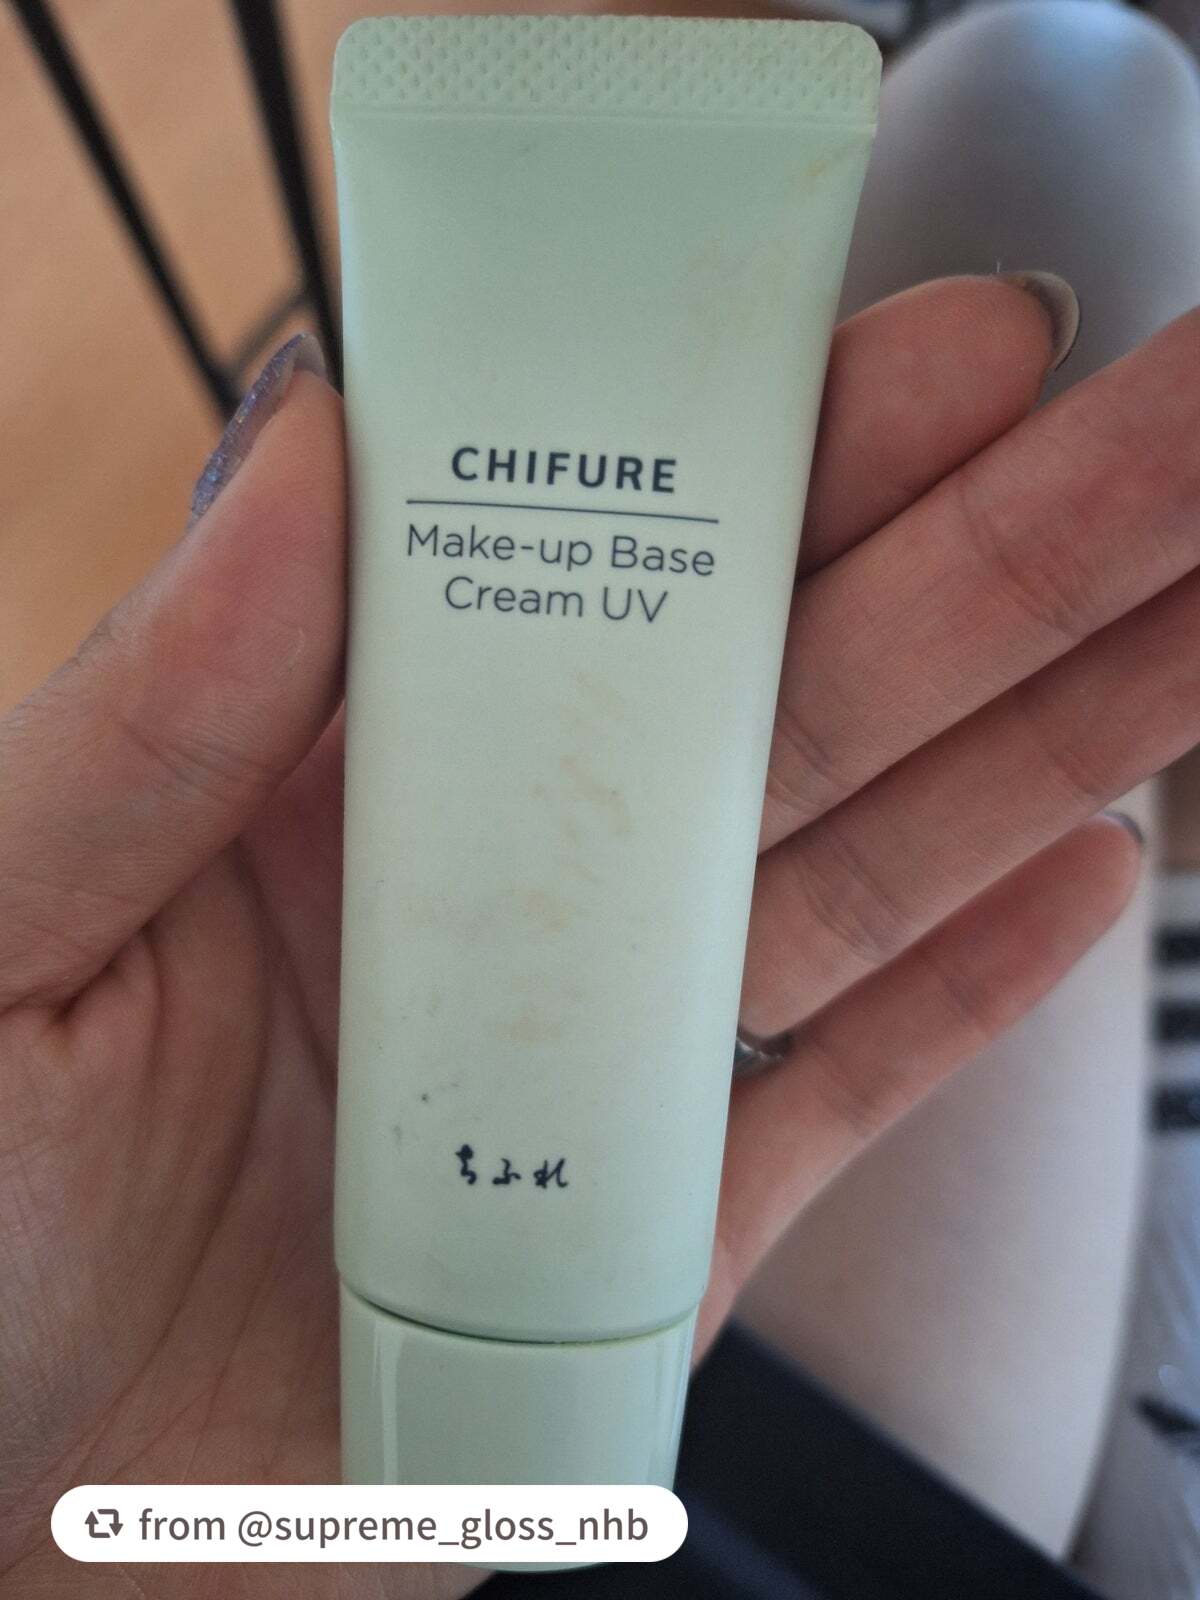 CHIFURE
Make-up Base
Cream UV
ちふれ
from @supreme_gloss_nhb